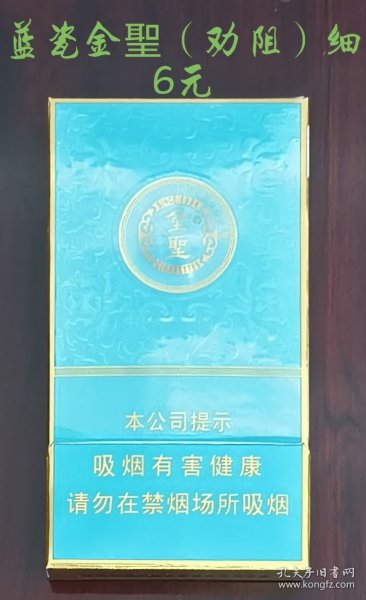 蓝瓷金聖（劝阻）细
6元
SINCE
金聖
CIGARETTES
本公司提示
吸烟有害健康
请勿在禁烟场所吸烟
孔夫子旧书网
www.kongfz.com